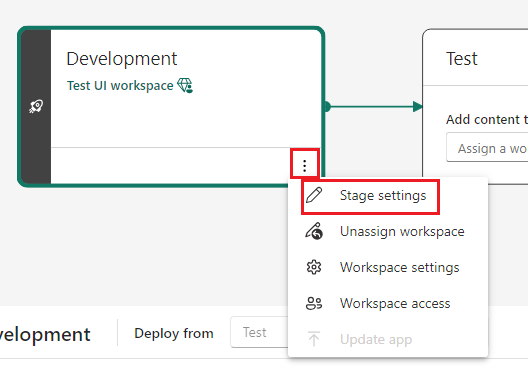 Development
Test UI workspace
Test
Add content t
Assign a wo
Stage settings
Unassign workspace
Workspace settings
Workspace access
Update app
velopment
Deploy from
Test